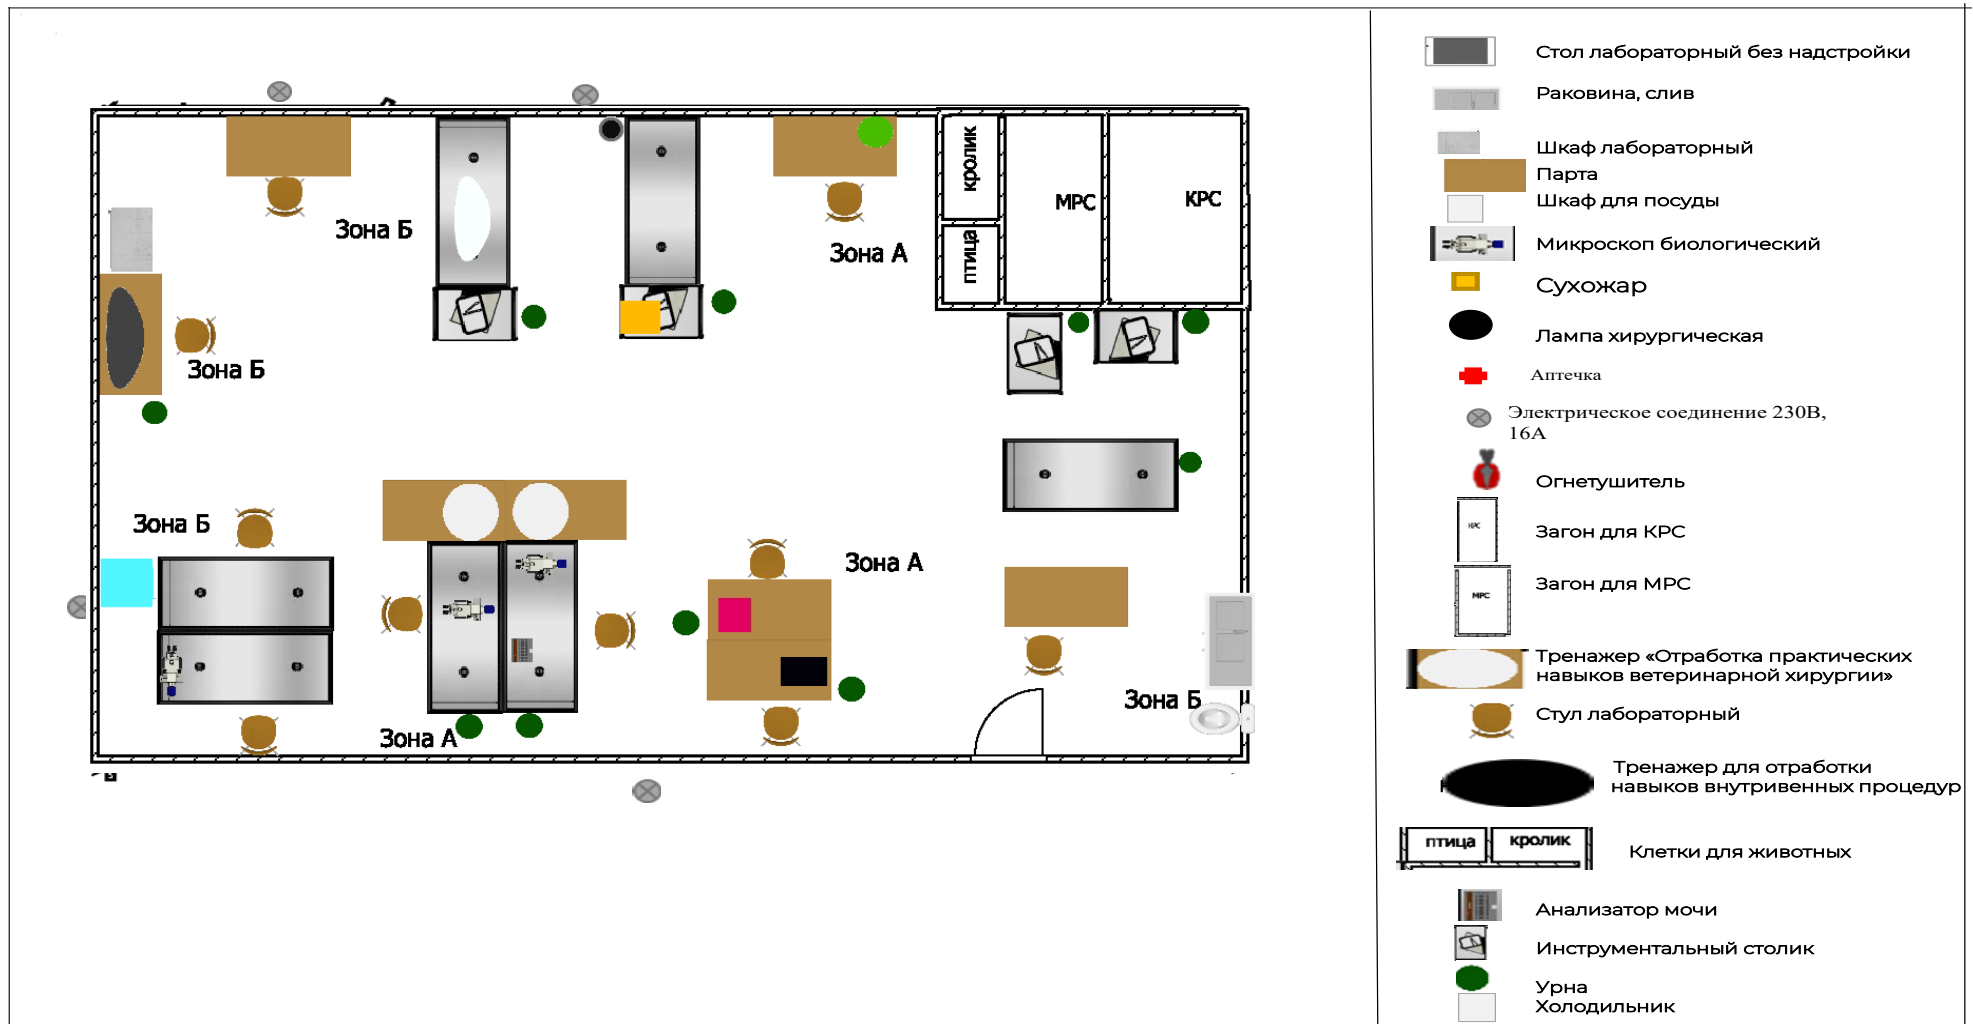 кролик
птица
МРС
КРС
Зона Б
Зона А
Зона Б
Зона Б
Зона А
Зона А
Зона Б
Стол лабораторный без надстройки
Раковина, слив
Шкаф лабораторный
Парта
Шкаф для посуды
Микроскоп биологический
Сухожар
Лампа хирургическая
Аптечка
Электрическое соединение 230В,
16А
Огнетушитель
КРС
Загон для КРС
МРС
Загон для МРС
Тренажер «Отработка практических
навыков ветеринарной хирургии»
Стул лабораторный
Тренажер для отработки
навыков внутривенных процедур
птица кролик
Клетки для животных
Анализатор мочи
Инструментальный столик
Урна
Холодильник